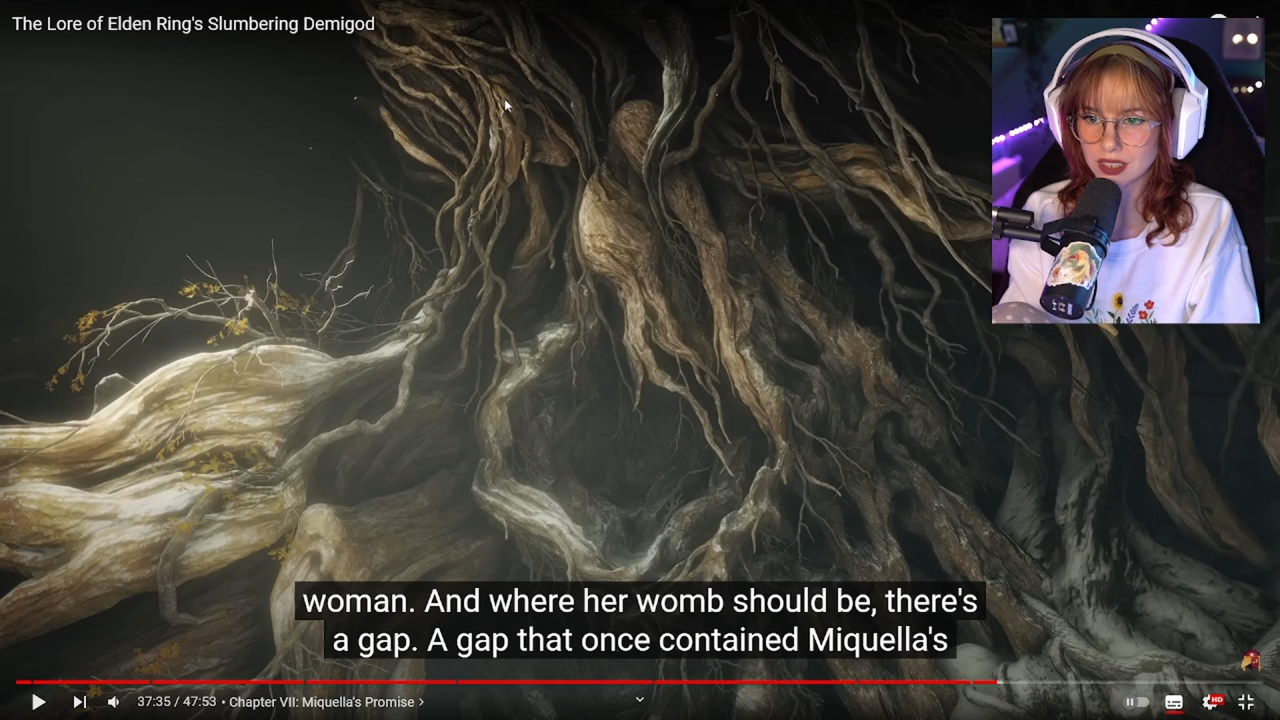 The Lore of Elden Ring's Slumbering Demigod
woman. And where her womb should be, there's
a gap. A gap that once contained Miquella's
37:35 / 47:53 • Chapter VII: Miquella's Promise
HD